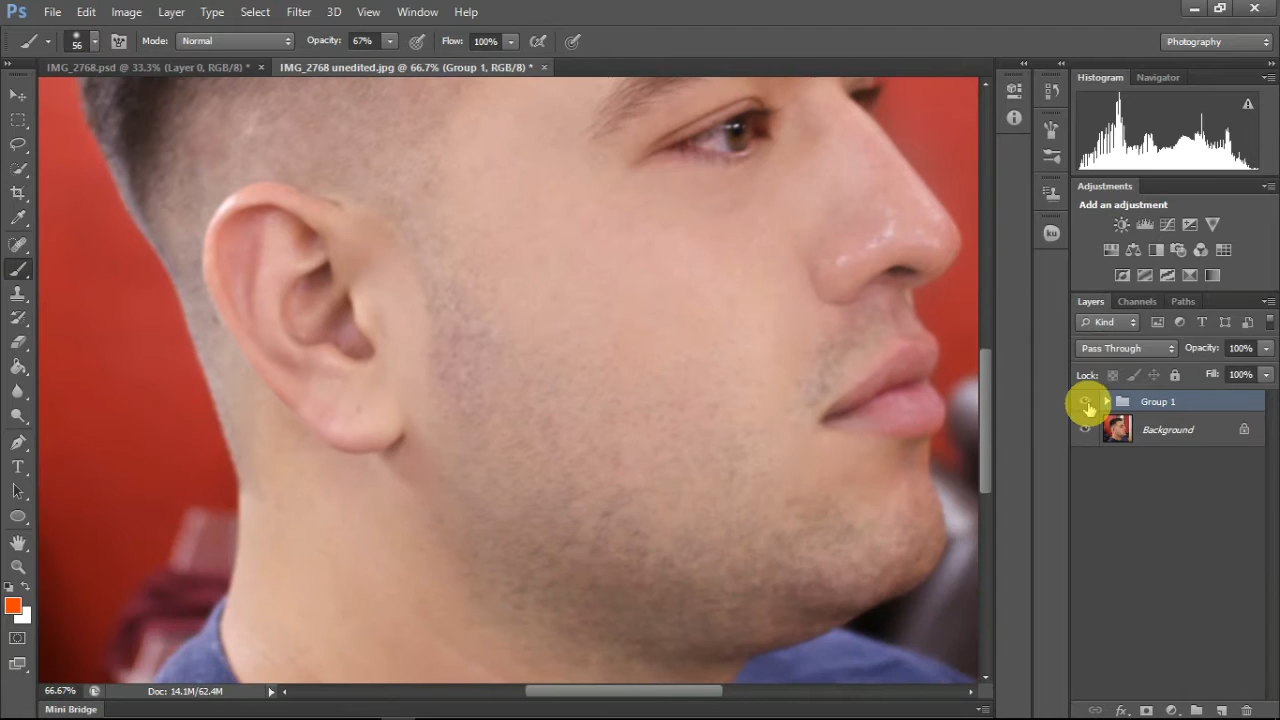 Ps File Edit Image Layer Type Select Filter 3D View Window Help
56 Mode: Normal Opacity: 67% Flow: 100% Photography
IMG_2768.psd @ 33.3% (Layer 0, RGB/8) * × IMG_2768 unedited.jpg @ 66.7% (Group 1, RGB/8) * ×
Histogram Navigator
Adjustments
Add an adjustment
Layers Channels Paths
Kind
Pass Through Opacity: 100%
Lock: Fill: 100%
Group 1
Background
ku
66.67% Doc: 14.1M/62.4M
Mini Bridge